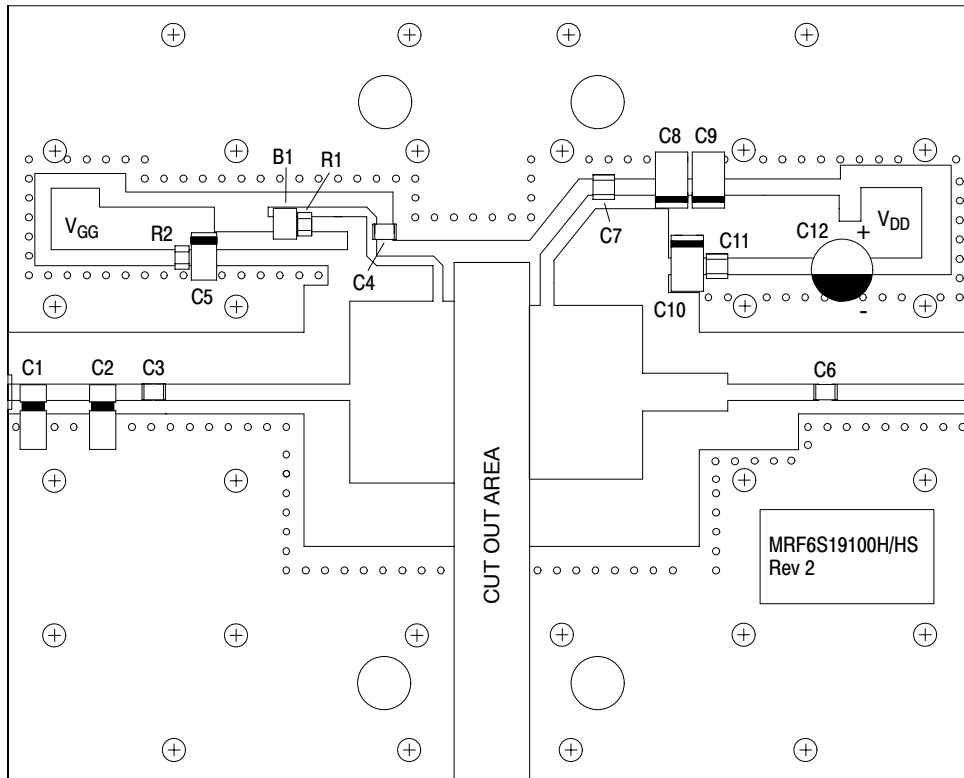 C8 C9
B1
R1
VGG
R2
C5
C4
C7
C12
+
VDD
C11
C10
-
C1 C2 C3
C6
CUT OUT AREA
MRF6S19100H/HS
Rev 2